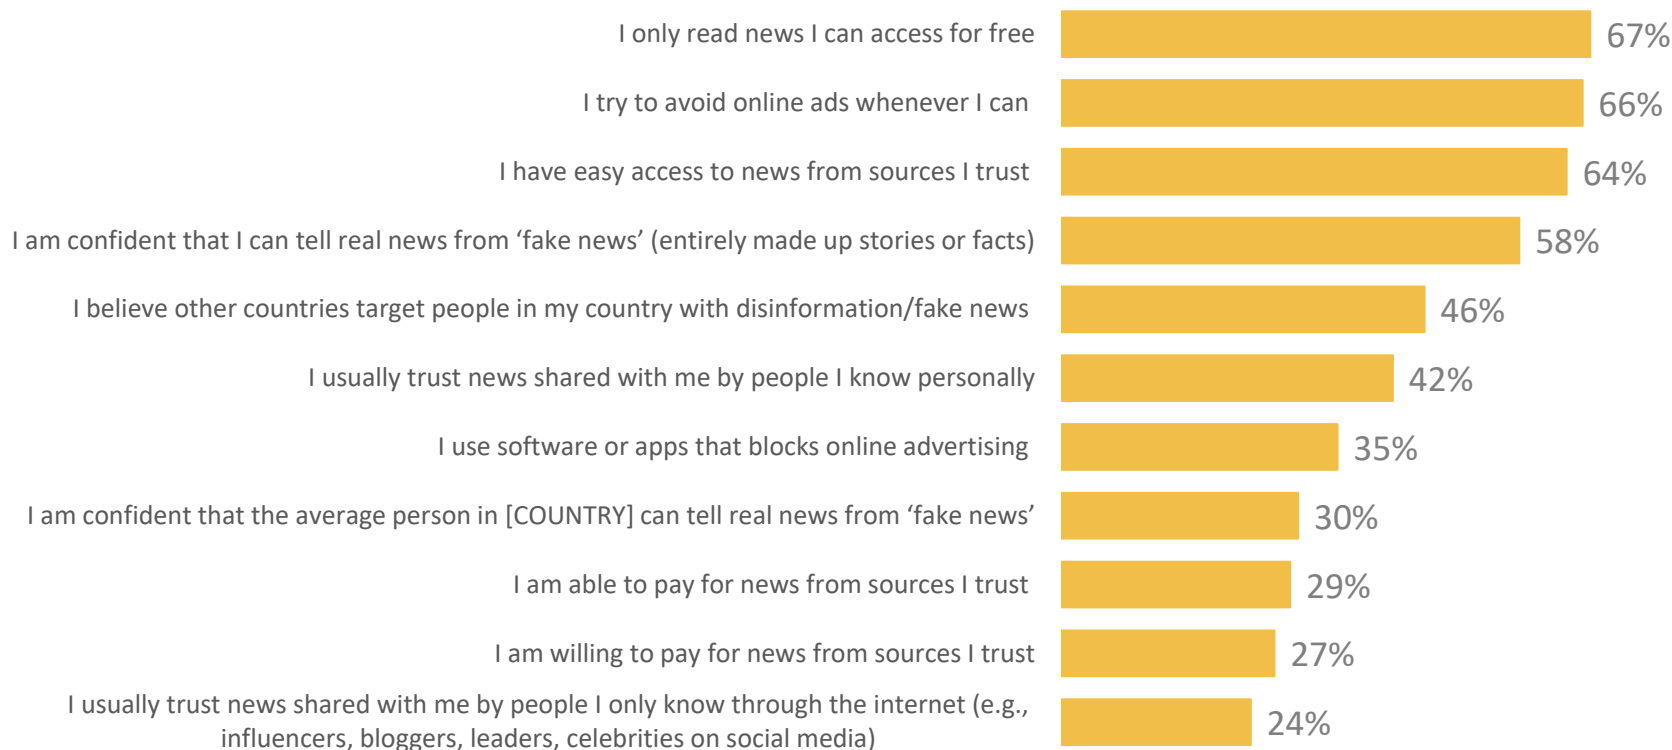 I only read news I can access for free 67%
I try to avoid online ads whenever I can 66%
I have easy access to news from sources I trust 64%
I am confident that I can tell real news from ‘fake news’ (entirely made up stories or facts) 58%
I believe other countries target people in my country with disinformation/fake news 46%
I usually trust news shared with me by people I know personally 42%
I use software or apps that blocks online advertising 35%
I am confident that the average person in [COUNTRY] can tell real news from ‘fake news’ 30%
I am able to pay for news from sources I trust 29%
I am willing to pay for news from sources I trust 27%
I usually trust news shared with me by people I only know through the internet (e.g.,
influencers, bloggers, leaders, celebrities on social media) 24%